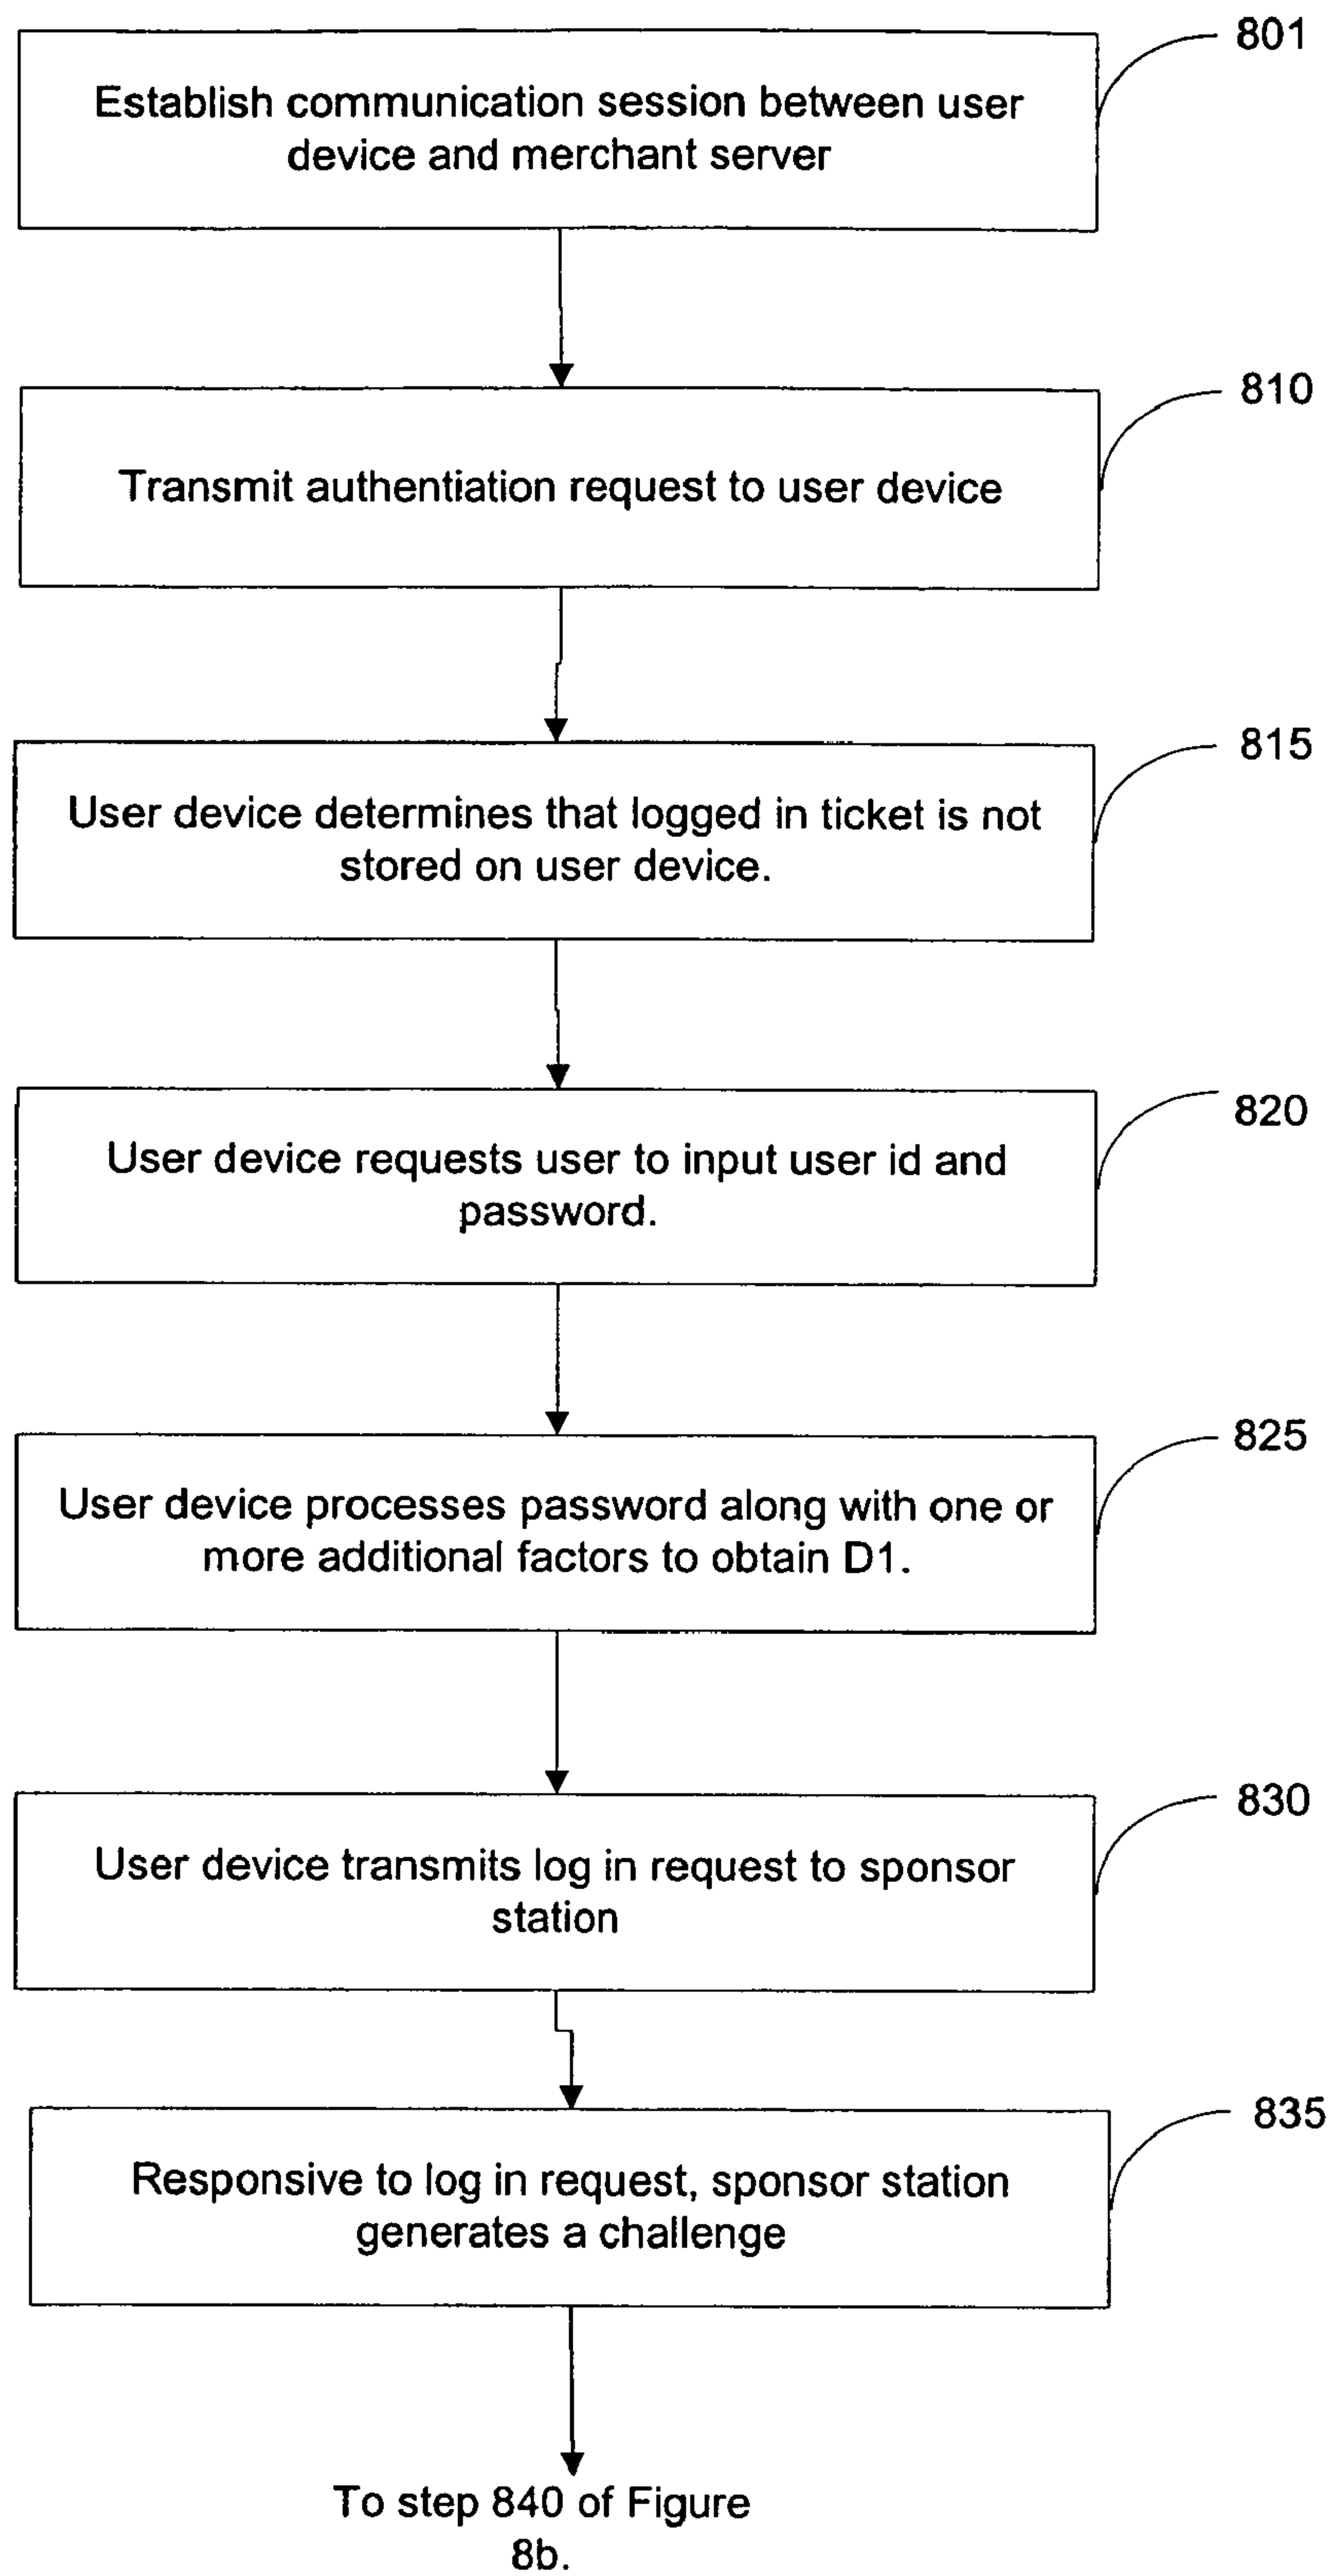 801
Establish communication session between user
device and merchant server
810
Transmit authentiation request to user device
815
User device determines that logged in ticket is not
stored on user device.
820
User device requests user to input user id and
password.
825
User device processes password along with one or
more additional factors to obtain D1.
830
User device transmits log in request to sponsor
station
835
Responsive to log in request, sponsor station
generates a challenge
To step 840 of Figure
8b.